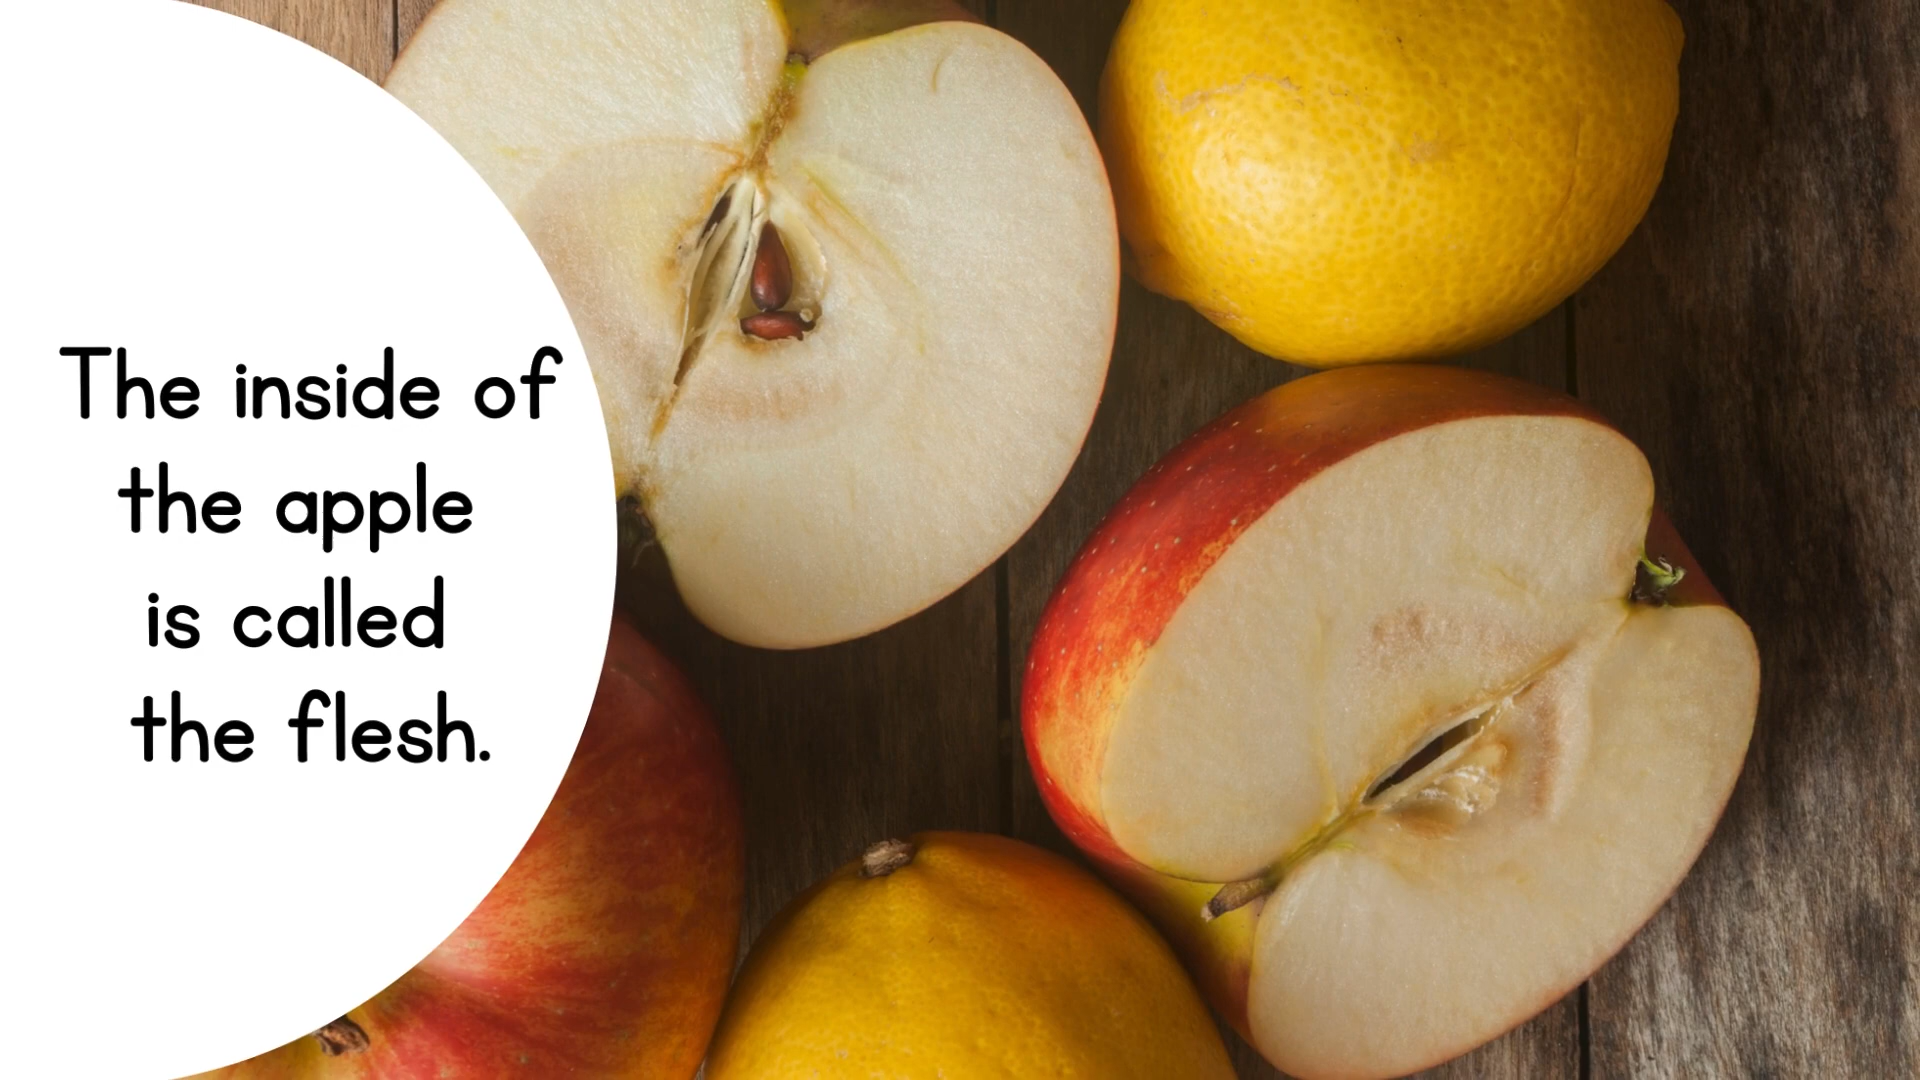 The inside of
the apple
is called
the flesh.